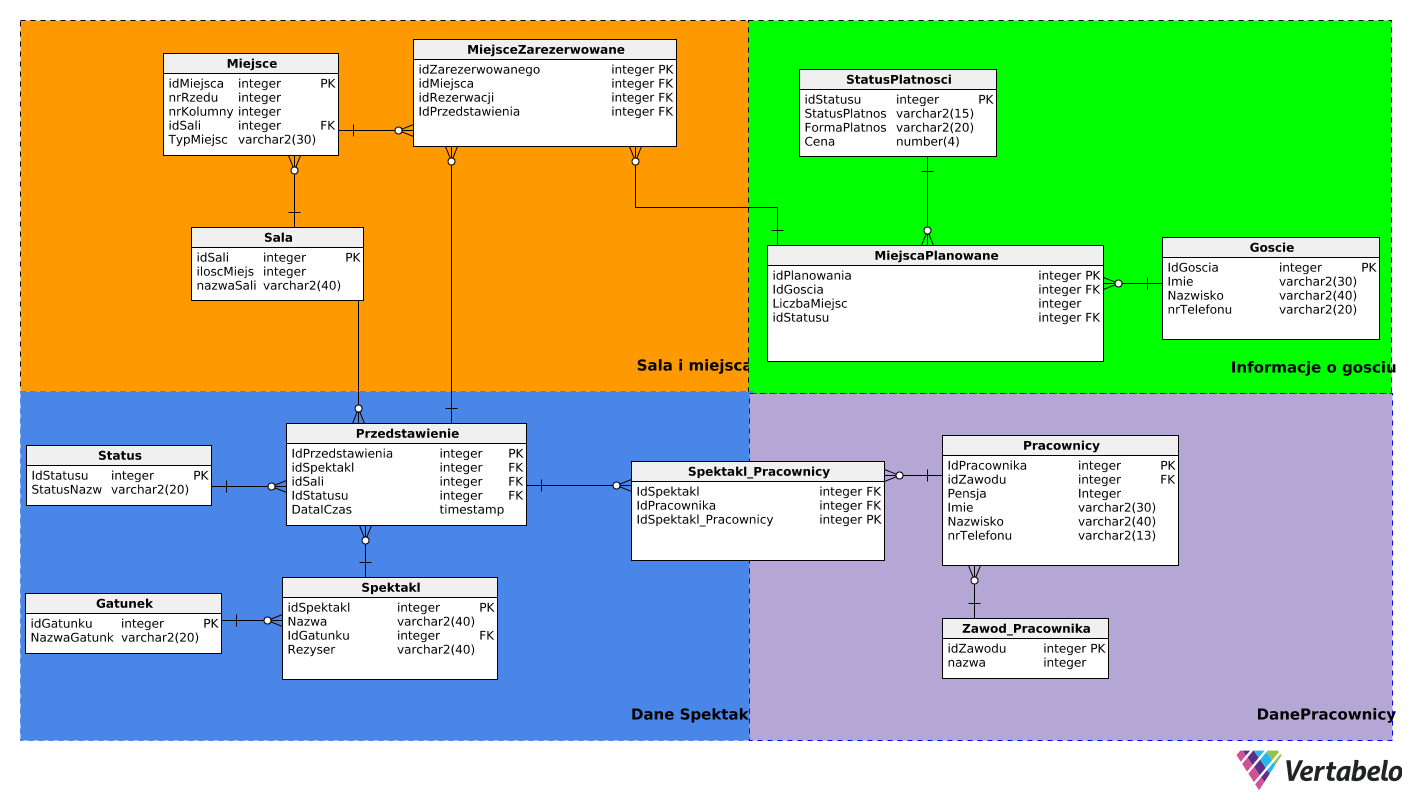 Miejsce
idMiejsca integer PK
nrRzedu integer
nrKolumny integer
idSali integer FK
TypMiejsc varchar2(30)
MiejsceZarezerwowane
idZarezerwowanego integer PK
idMiejsca integer FK
idRezerwacji integer FK
IdPrzedstawienia integer FK
Sala
idSali integer PK
iloscMiejs integer
nazwaSali varchar2(40)
Sala i miejsca
StatusPlatnosci
idStatusu integer PK
StatusPlatnos varchar2(15)
FormaPlatnos varchar2(20)
Cena number(4)
MiejscaPlanowane
idPlanowania integer PK
IdGoscia integer FK
LiczbaMiejsc integer
idStatusu integer FK
Goscie
IdGoscia integer PK
Imie varchar2(30)
Nazwisko varchar2(40)
nrTelefonu varchar2(20)
Informacje o gosciu
Status
IdStatusu integer PK
StatusNazw varchar2(20)
Przedstawienie
IdPrzedstawienia integer PK
idSpektakl integer FK
idSali integer FK
IdStatusu integer FK
DataICzas timestamp
Gatunek
idGatunku integer PK
NazwaGatunk varchar2(20)
Spektakl
idSpektakl integer PK
Nazwa varchar2(40)
IdGatunku integer FK
Rezyser varchar2(40)
Dane Spektak
Spektakl_Pracownicy
IdSpektakl integer FK
IdPracownika integer FK
IdSpektakl_Pracownicy integer PK
Pracownicy
IdPracownika integer PK
idZawodu integer FK
Pensja Integer
Imie varchar2(30)
Nazwisko varchar2(40)
nrTelefonu varchar2(13)
Zawod_Pracownika
idZawodu integer PK
nazwa integer
DanePracownicy
Vertabelo